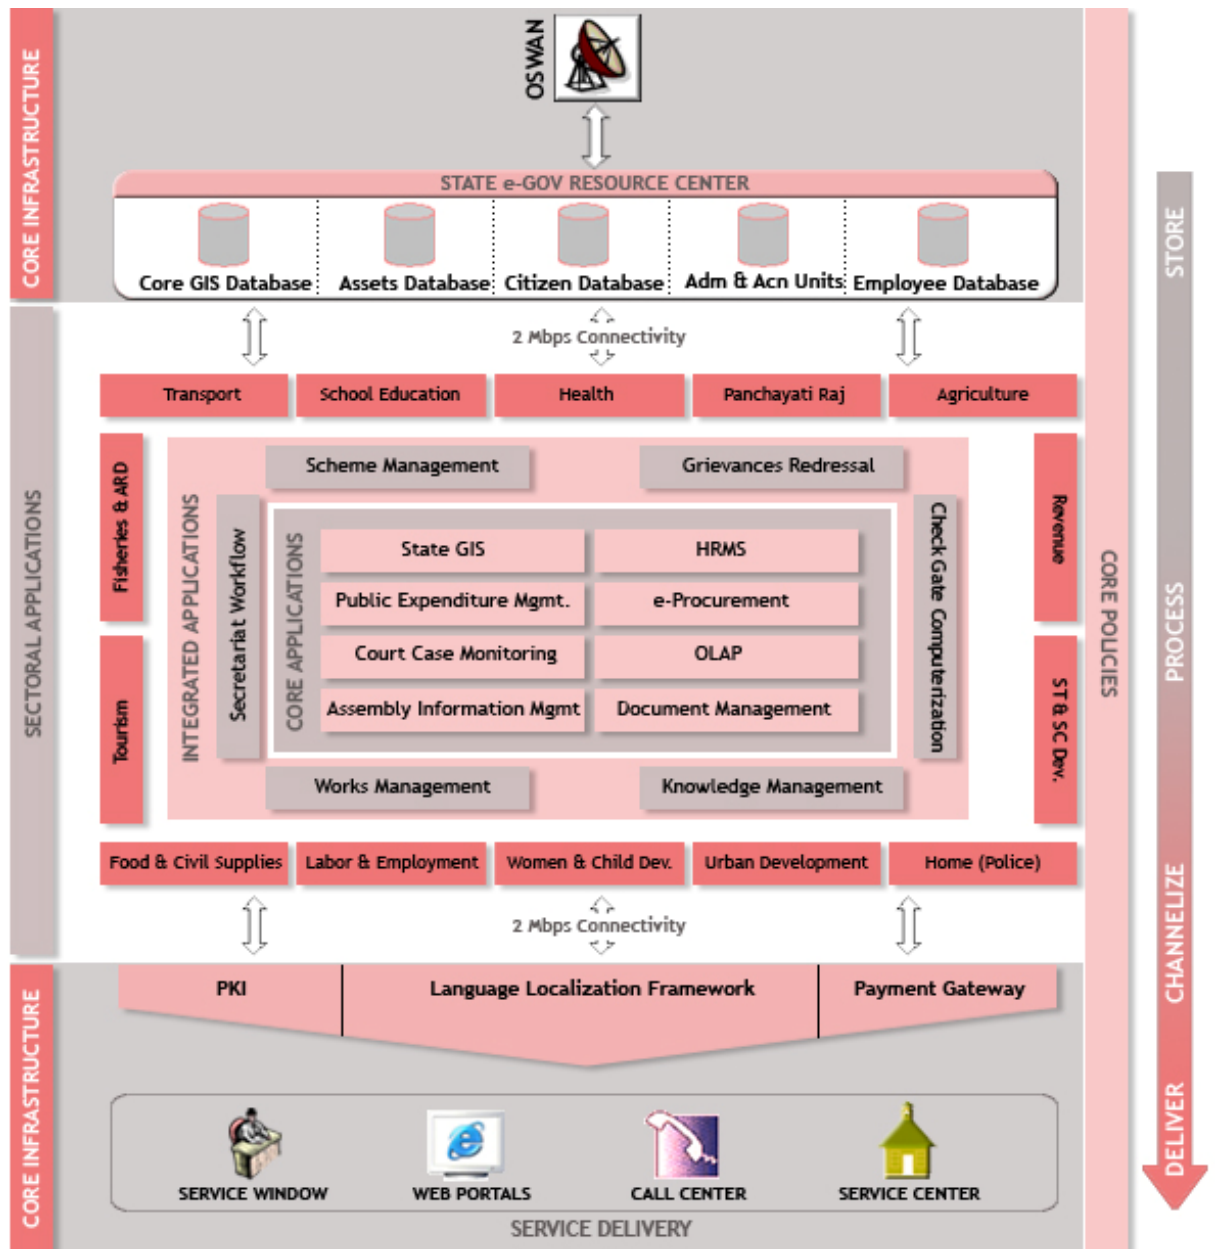 CORE INFRASTRUCTURE
OSWAN
STATE e-GOV RESOURCE CENTER
Core GIS Database
Assets Database
Citizen Database
Adm & Acn Units
Employee Database
STORE
2 Mbps Connectivity
SECTORAL APPLICATIONS
Transport
School Education
Health
Panchayati Raj
Agriculture
Fisheries & ARD
Tourism
INTEGRATED APPLICATIONS
Scheme Management
Grievances Redressal
Secretariat Workflow
CORE APPLICATIONS
State GIS
HRMS
Public Expenditure Mgmt.
e-Procurement
Court Case Monitoring
OLAP
Assembly Information Mgmt
Document Management
Check Gate Computerization
Works Management
Knowledge Management
Revenue
ST & SC Dev.
CORE POLICIES
PROCESS
Food & Civil Supplies
Labor & Employment
Women & Child Dev.
Urban Development
Home (Police)
2 Mbps Connectivity
CHANNELIZE
CORE INFRASTRUCTURE
PKI
Language Localization Framework
Payment Gateway
DELIVER
SERVICE WINDOW
WEB PORTALS
CALL CENTER
SERVICE CENTER
SERVICE DELIVERY